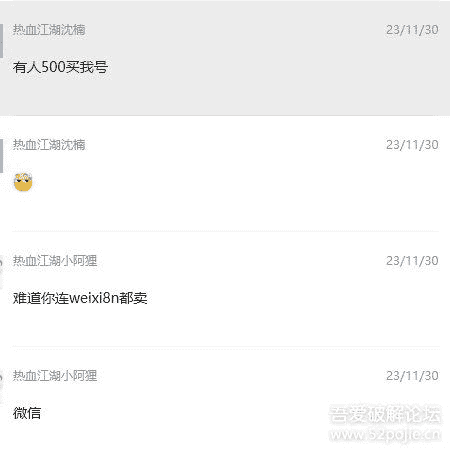 热血江湖沈楠 23/11/30
有人500买我号
热血江湖沈楠 23/11/30
热血江湖小阿狸 23/11/30
难道你连weixi8n都卖
热血江湖小阿狸 23/11/30
微信
吾爱破解论坛
www.52pojie.cn